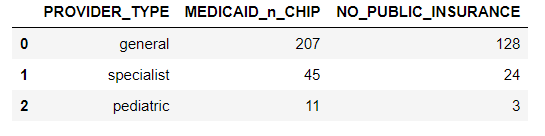 PROVIDER_TYPE MEDICAID_n_CHIP NO_PUBLIC_INSURANCE
0 general 207 128
1 specialist 45 24
2 pediatric 11 3